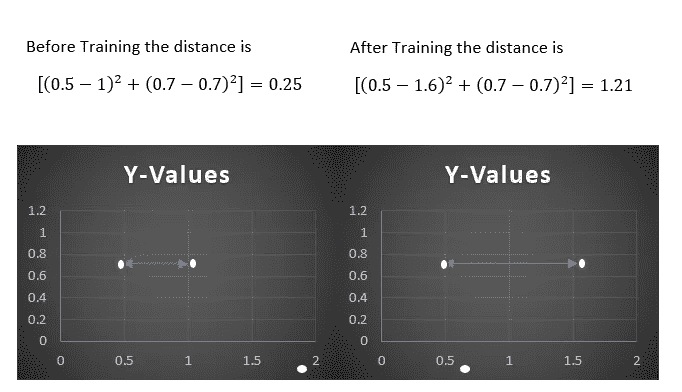 Before Training the distance is
[(0.5 − 1)² + (0.7 − 0.7)²] = 0.25
After Training the distance is
[(0.5 − 1.6)² + (0.7 − 0.7)²] = 1.21
Y-Values
1.2
1
0.8
0.6
0.4
0.2
0
0 0.5 1 1.5 2
Y-Values
1.2
1
0.8
0.6
0.4
0.2
0
0 0.5 1 1.5 2